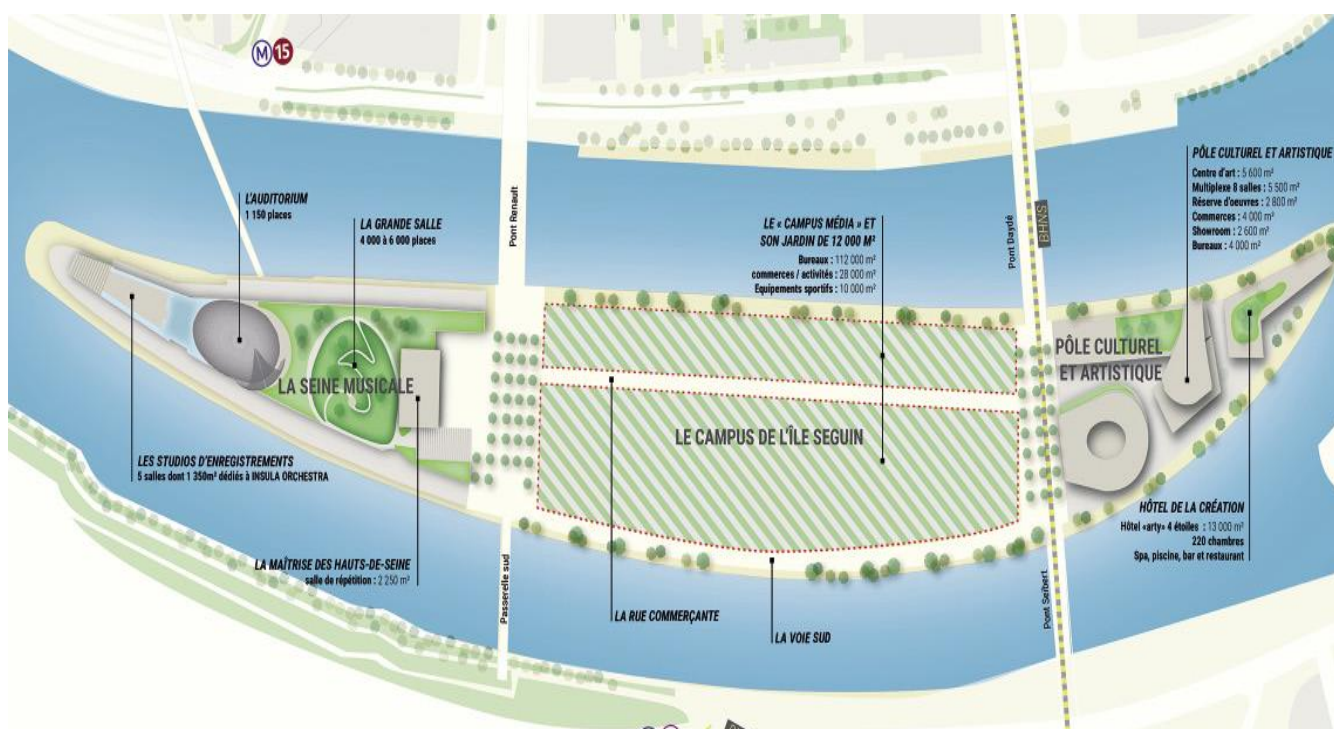 M 15
L'AUDITORIUM
1 150 places
LA GRANDE SALLE
4 000 à 6 000 places
Pont Renault
LE « CAMPUS MÉDIA » ET
SON JARDIN DE 12 000 M²
Bureaux : 112 000 m²
commerces / activités : 28 000 m²
Equipements sportifs : 10 000 m²
Pont Daydé
BHNS
PÔLE CULTUREL ET ARTISTIQUE
Centre d'art : 5 600 m²
Multiplexe 8 salles : 5 500 m²
Réserve d'oeuvres : 2 800 m²
Commerces : 4 000 m²
Showroom : 2 600 m²
Bureaux : 4 000 m²
LA SEINE MUSICALE
PÔLE CULTUREL
ET ARTISTIQUE
LE CAMPUS DE L'ÎLE SEGUIN
LES STUDIOS D'ENREGISTREMENTS
5 salles dont 1 350m² dédiés à INSULA ORCHESTRA
HÔTEL DE LA CRÉATION
Hôtel «arty» 4 étoiles : 13 000 m²
220 chambres
Spa, piscine, bar et restaurant
LA MAÎTRISE DES HAUTS-DE-SEINE
salle de répétition : 2 250 m²
Passerelle sud
LA RUE COMMERÇANTE
LA VOIE SUD
Pont Seibert